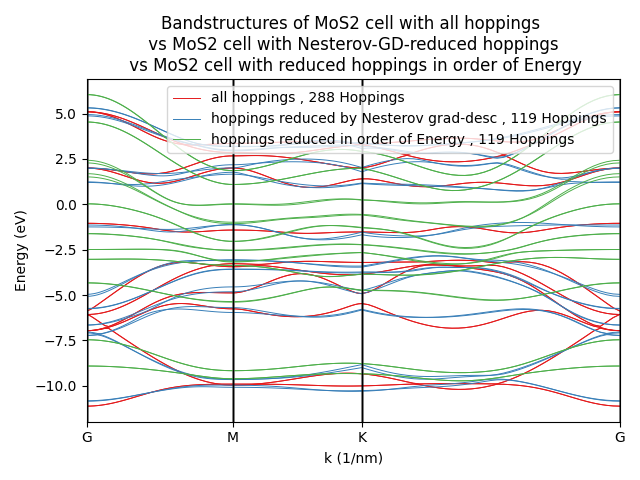 Bandstructures of MoS2 cell with all hoppings
vs MoS2 cell with Nesterov-GD-reduced hoppings
vs MoS2 cell with reduced hoppings in order of Energy
all hoppings , 288 Hoppings
hoppings reduced by Nesterov grad-desc , 119 Hoppings
hoppings reduced in order of Energy , 119 Hoppings
Energy (eV)
5.0
2.5
0.0
−2.5
−5.0
−7.5
−10.0
G M K G
k (1/nm)